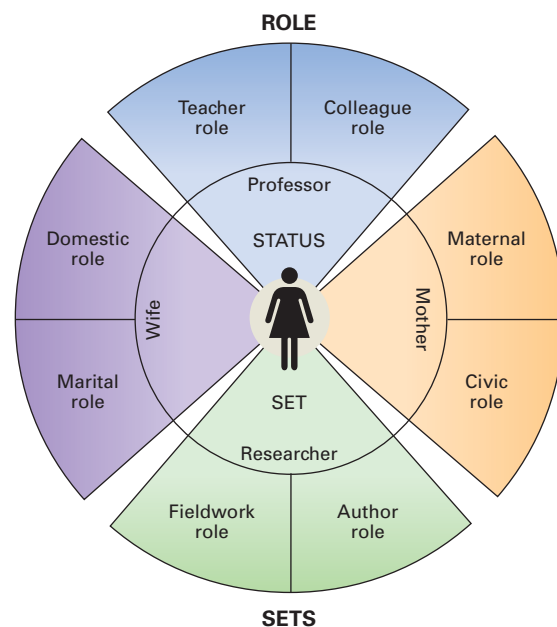 ROLE
Teacher
role
Colleague
role
Professor
STATUS
Domestic
role
Maternal
role
Wife
Mother
Marital
role
Civic
role
SET
Researcher
Fieldwork
role
Author
role
SETS